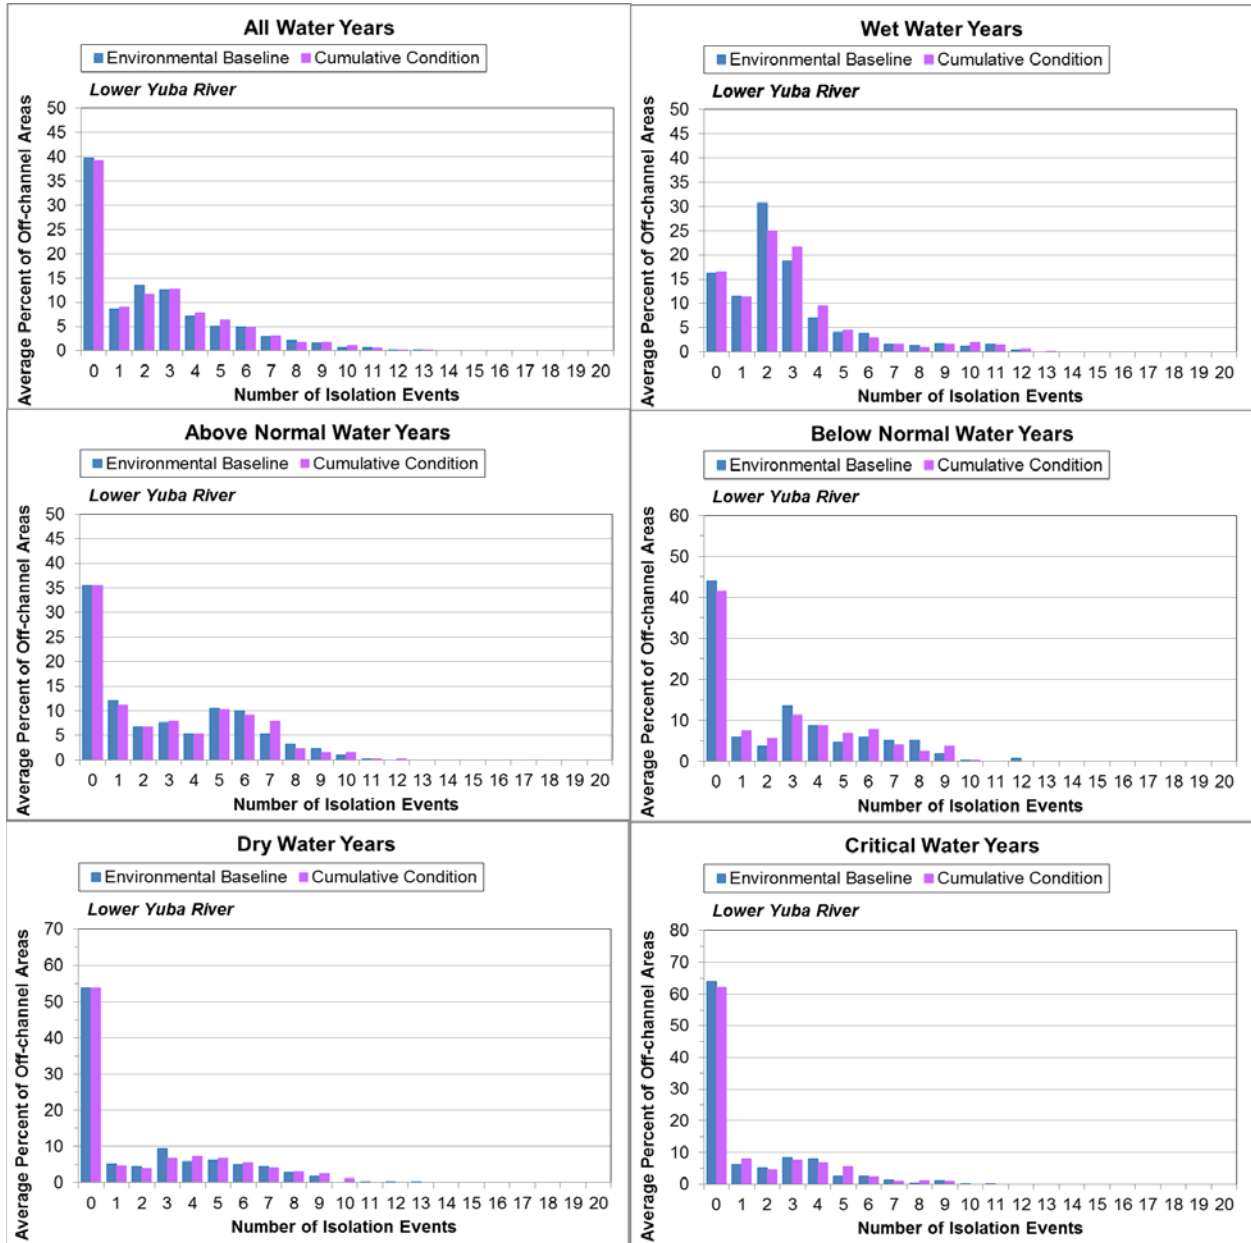 All Water Years
Environmental Baseline Cumulative Condition
Lower Yuba River
Average Percent of Off-channel Areas
50
45
40
35
30
25
20
15
10
5
0
0 1 2 3 4 5 6 7 8 9 10 11 12 13 14 15 16 17 18 19 20
Number of Isolation Events
Wet Water Years
Environmental Baseline Cumulative Condition
Lower Yuba River
Average Percent of Off-channel Areas
50
45
40
35
30
25
20
15
10
5
0
0 1 2 3 4 5 6 7 8 9 10 11 12 13 14 15 16 17 18 19 20
Number of Isolation Events
Above Normal Water Years
Environmental Baseline Cumulative Condition
Lower Yuba River
Average Percent of Off-channel Areas
50
45
40
35
30
25
20
15
10
5
0
0 1 2 3 4 5 6 7 8 9 10 11 12 13 14 15 16 17 18 19 20
Number of Isolation Events
Below Normal Water Years
Environmental Baseline Cumulative Condition
Lower Yuba River
Average Percent of Off-channel Areas
60
50
40
30
20
10
0
0 1 2 3 4 5 6 7 8 9 10 11 12 13 14 15 16 17 18 19 20
Number of Isolation Events
Dry Water Years
Environmental Baseline Cumulative Condition
Lower Yuba River
Average Percent of Off-channel Areas
70
60
50
40
30
20
10
0
0 1 2 3 4 5 6 7 8 9 10 11 12 13 14 15 16 17 18 19 20
Number of Isolation Events
Critical Water Years
Environmental Baseline Cumulative Condition
Lower Yuba River
Average Percent of Off-channel Areas
80
70
60
50
40
30
20
10
0
0 1 2 3 4 5 6 7 8 9 10 11 12 13 14 15 16 17 18 19 20
Number of Isolation Events